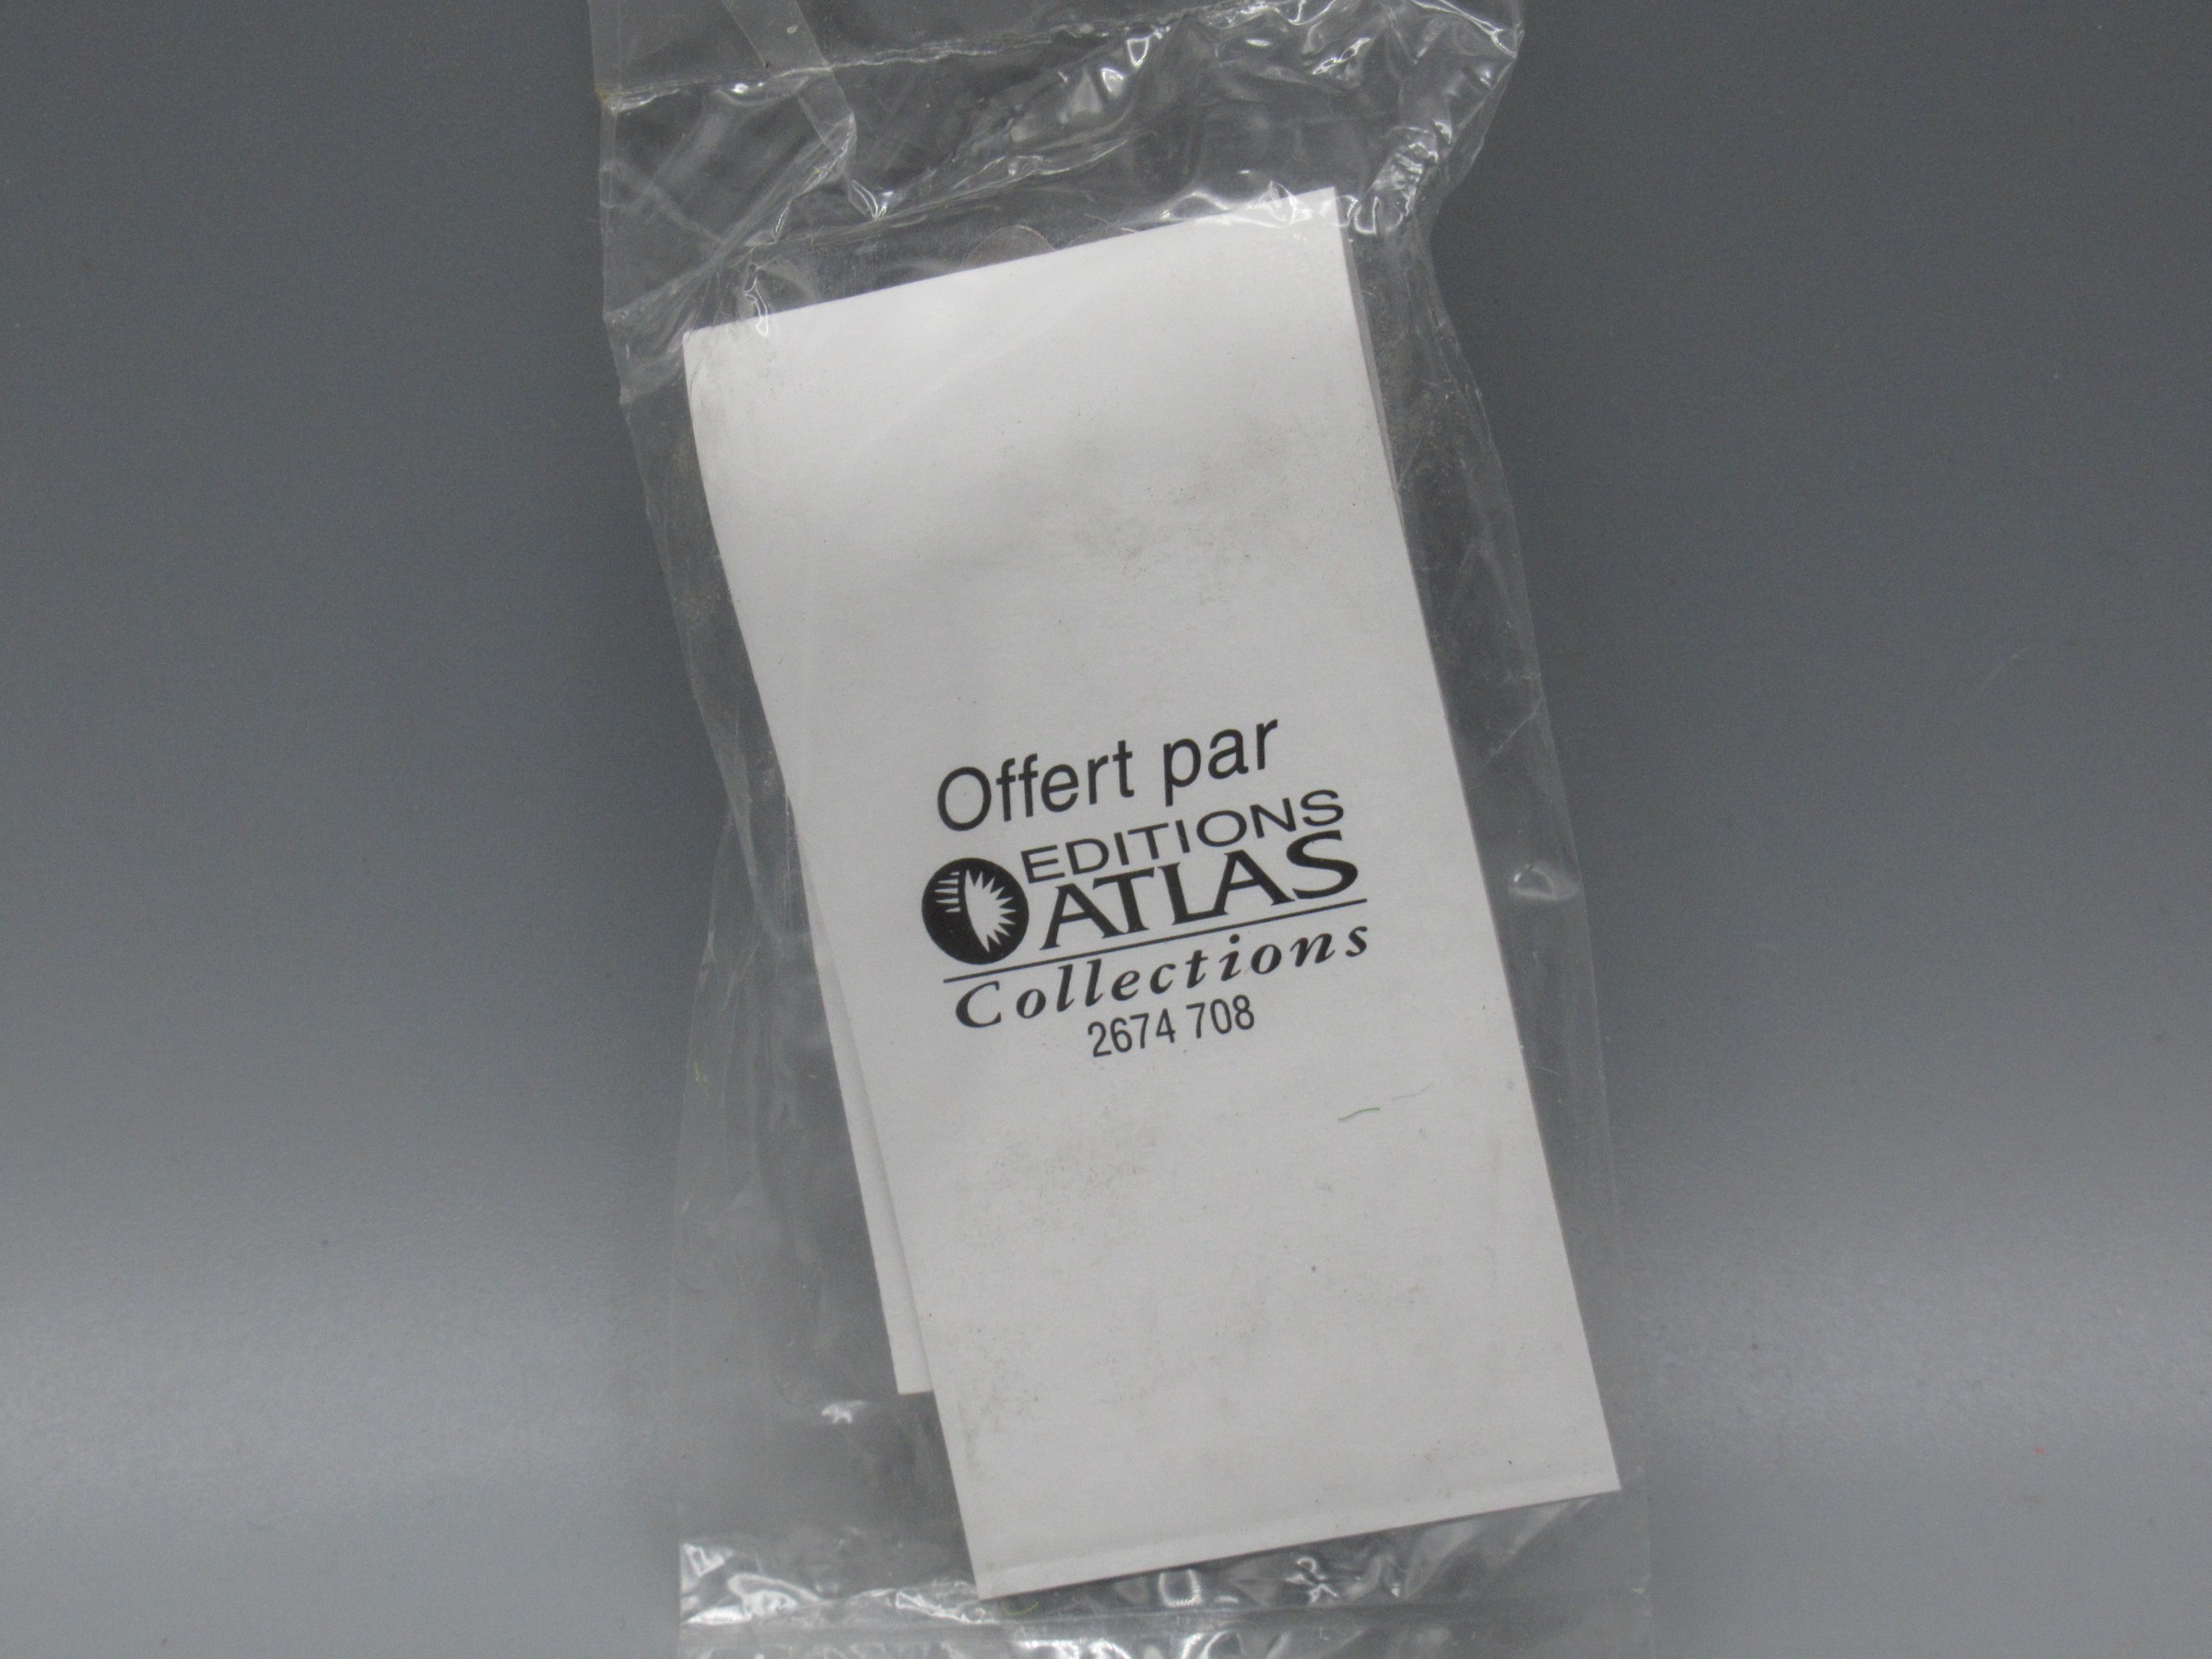 Offert par
EDITIONS
ATLAS
Collections
2674 708